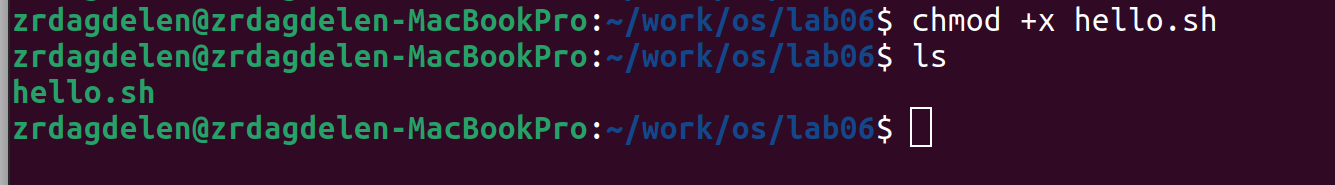 zrdagdelen@zrdagdelen-MacBookPro:~/work/os/lab06$ chmod +x hello.sh
zrdagdelen@zrdagdelen-MacBookPro:~/work/os/lab06$ ls
hello.sh
zrdagdelen@zrdagdelen-MacBookPro:~/work/os/lab06$